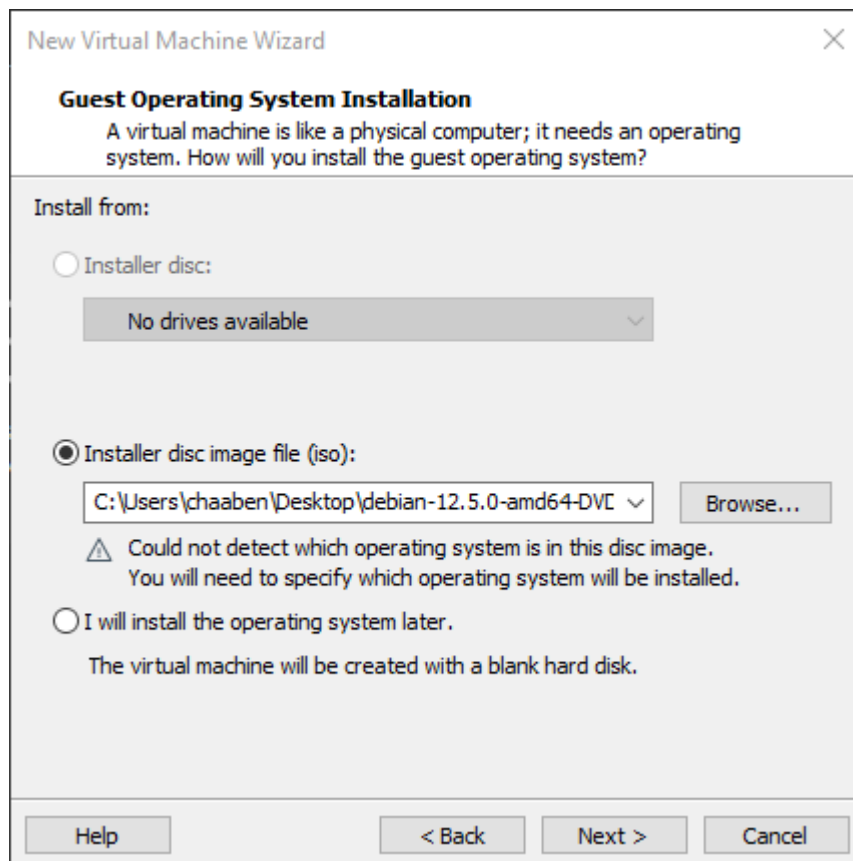 New Virtual Machine Wizard
Guest Operating System Installation
A virtual machine is like a physical computer; it needs an operating
system. How will you install the guest operating system?
Install from:
Installer disc:
No drives available
Installer disc image file (iso):
C:\Users\chaaben\Desktop\debian-12.5.0-amd64-DVD
Browse...
Could not detect which operating system is in this disc image.
You will need to specify which operating system will be installed.
I will install the operating system later.
The virtual machine will be created with a blank hard disk.
Help
< Back
Next >
Cancel